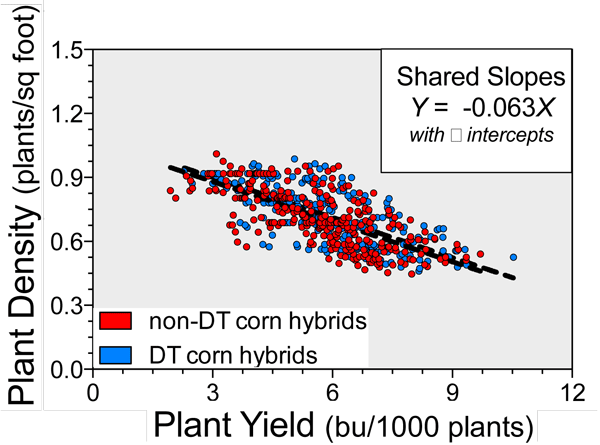 1.5
1.2
0.9
0.6
0.3
0.0
Plant Density (plants/sq foot)
Shared Slopes
Y = -0.063X
with □ intercepts
non-DT corn hybrids
DT corn hybrids
0 3 6 9 12
Plant Yield (bu/1000 plants)